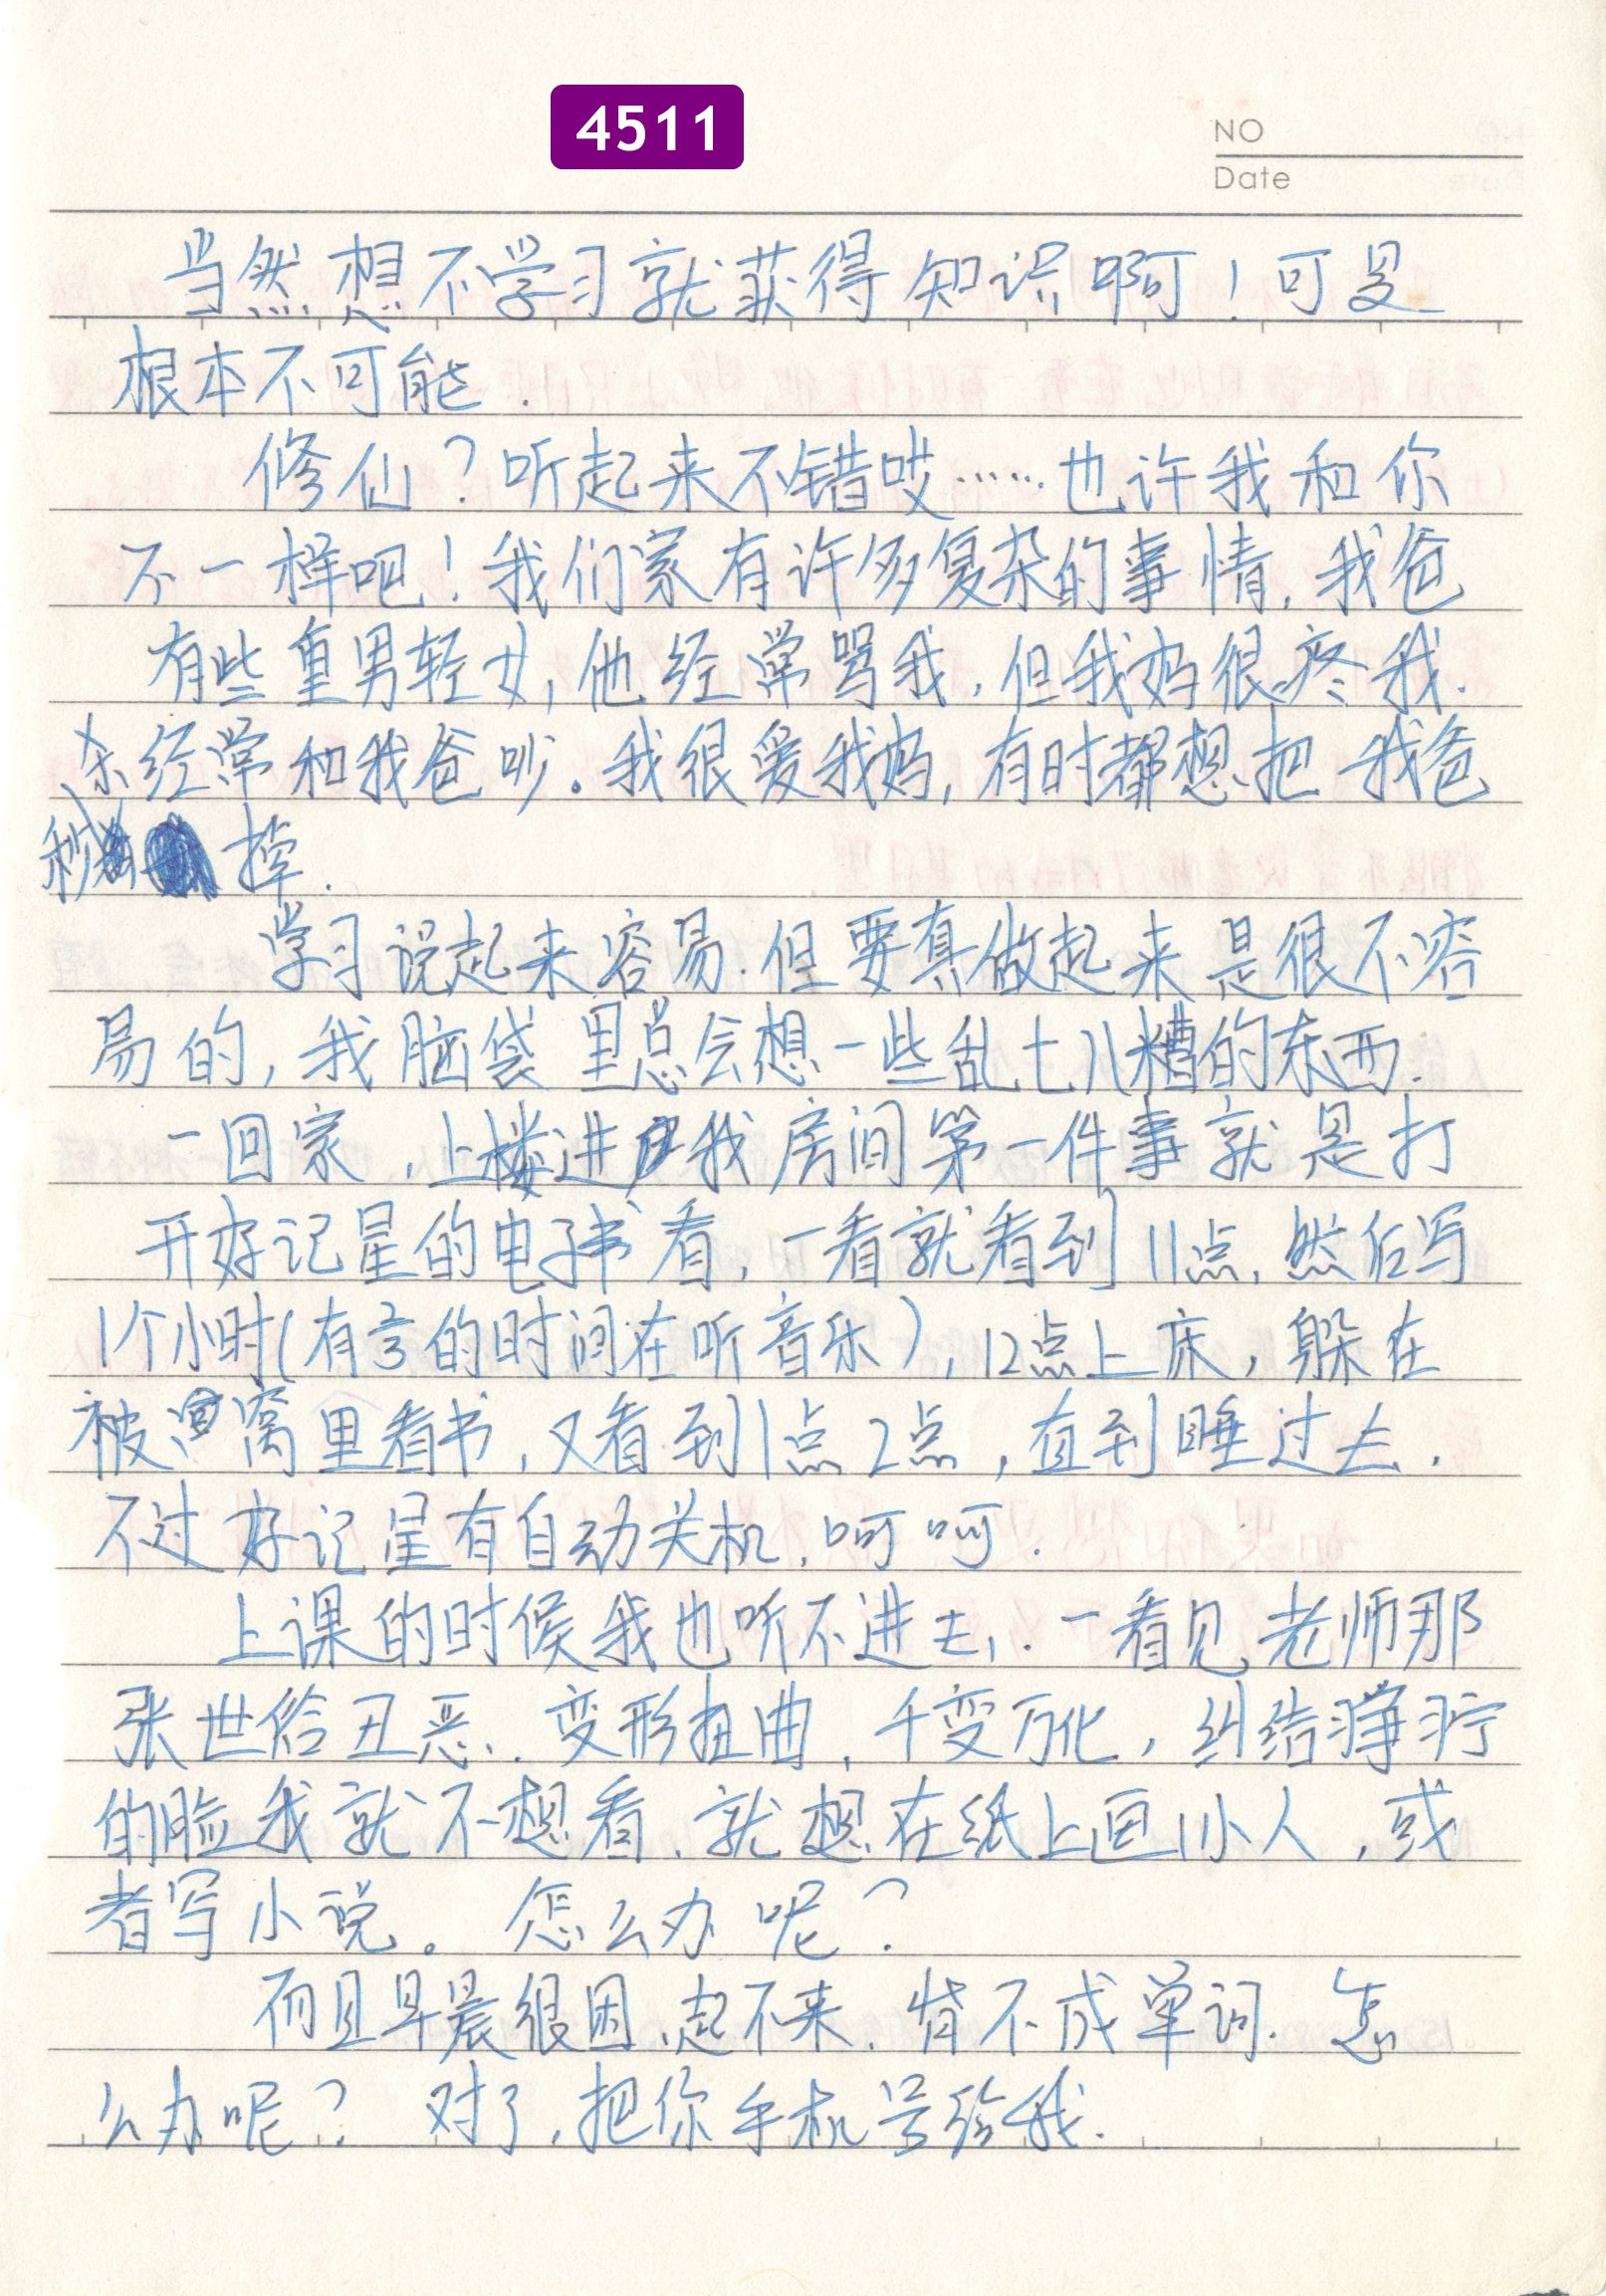 4511
NO
Date
当然想不学习就获得知识啊！可是
根本不可能.
修仙？听起来不错哎……也许我和你
不一样吧！我们家有许多复杂的事情，我爸
有些重男轻女，他经常骂我，但我妈很疼我.
经常和我爸吵。我很爱我妈，有时都想把我爸
秒掉.
学习说起来容易.但要真做起来是很不容
易的，我脑袋里总会想一些乱七八糟的东西.
一回家，上楼进我房间第一件事就是打
开好记星的电子书看，一看就看到11点，然后写
1个小时(有的时间在听音乐)，12点上床，躲在
被窝里看书，又看到1点2点，直到睡过去.
不过好记星有自动关机，呵呵.
上课的时候我也听不进去，.一看见老师那
张世俗丑恶、变形扭曲，千变万化，纠结狰狞
的脸我就不想看、就想在纸上画小人，或
者写小说。怎么办呢？
而且早晨很困、起不来.背不成单词.怎
么办呢？对了，把你手机号给我.